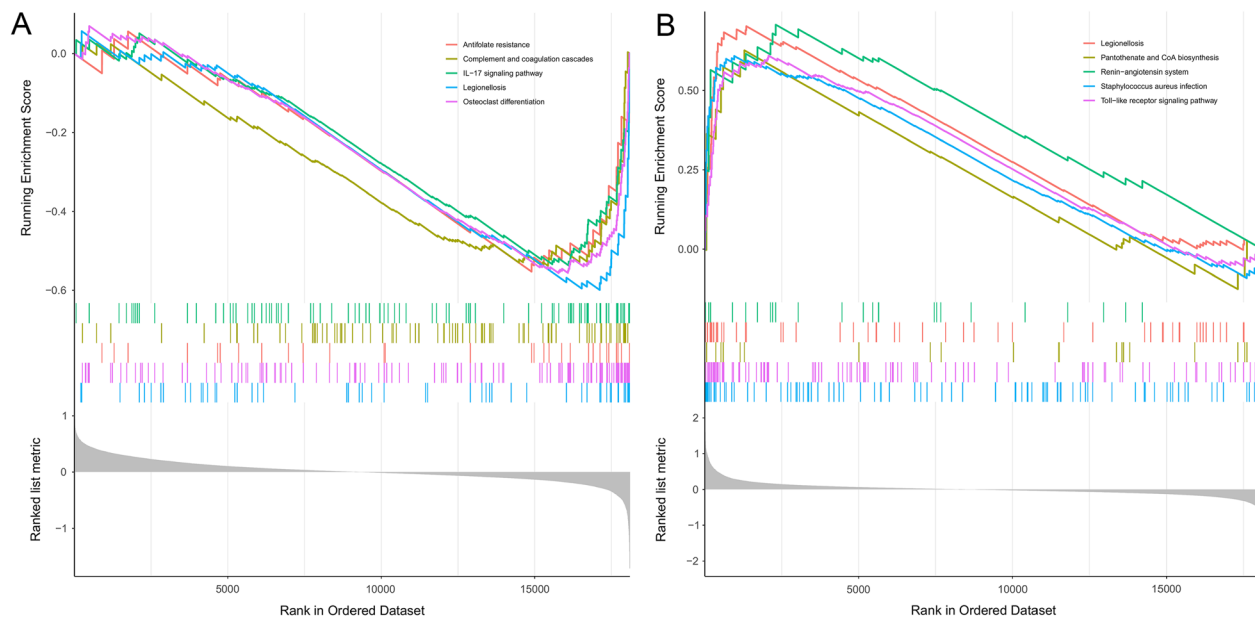 A
Running Enrichment Score
0.0
−0.2
−0.4
−0.6
Antifolate resistance
Complement and coagulation cascades
IL−17 signaling pathway
Legionellosis
Osteoclast differentiation
Ranked list metric
1
0
−1
5000
10000
15000
Rank in Ordered Dataset
B
Running Enrichment Score
0.50
0.25
0.00
Legionellosis
Pantothenate and CoA biosynthesis
Renin−angiotensin system
Staphylococcus aureus infection
Toll−like receptor signaling pathway
Ranked list metric
2
1
0
−1
−2
5000
10000
15000
Rank in Ordered Dataset